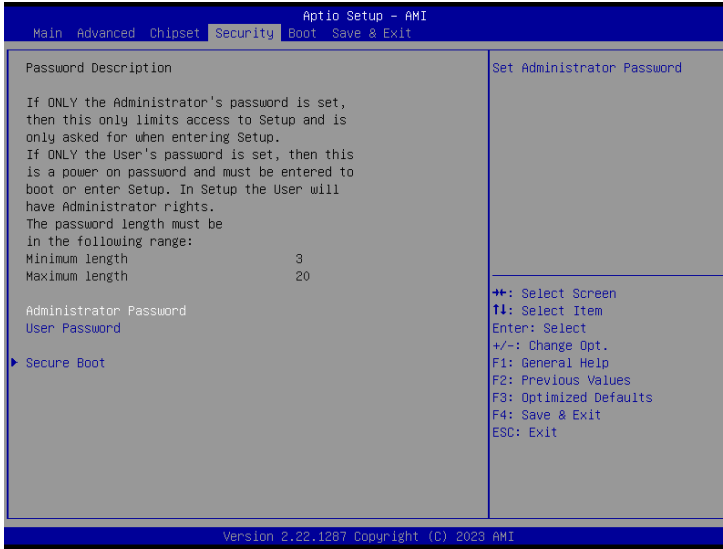 Aptio Setup – AMI
Main Advanced Chipset Security Boot Save & Exit
Password Description
If ONLY the Administrator's password is set,
then this only limits access to Setup and is
only asked for when entering Setup.
If ONLY the User's password is set, then this
is a power on password and must be entered to
boot or enter Setup. In Setup the User will
have Administrator rights.
The password length must be
in the following range:
Minimum length 3
Maximum length 20
Administrator Password
User Password
Secure Boot
Set Administrator Password
→←: Select Screen
↑↓: Select Item
Enter: Select
+/-: Change Opt.
F1: General Help
F2: Previous Values
F3: Optimized Defaults
F4: Save & Exit
ESC: Exit
Version 2.22.1287 Copyright (C) 2023 AMI